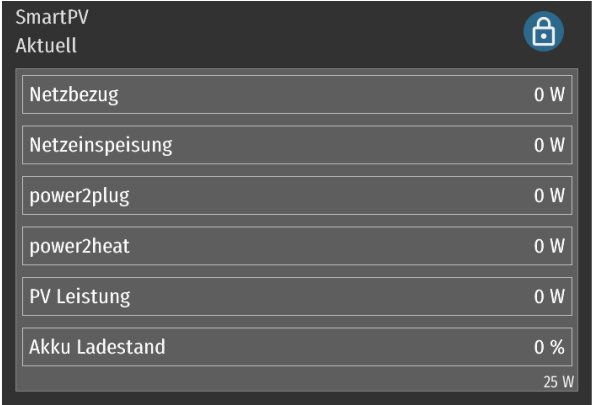 SmartPV
Aktuell
Netzbezug 0 W
Netzeinspeisung 0 W
power2plug 0 W
power2heat 0 W
PV Leistung 0 W
Akku Ladestand 0 %
25 W